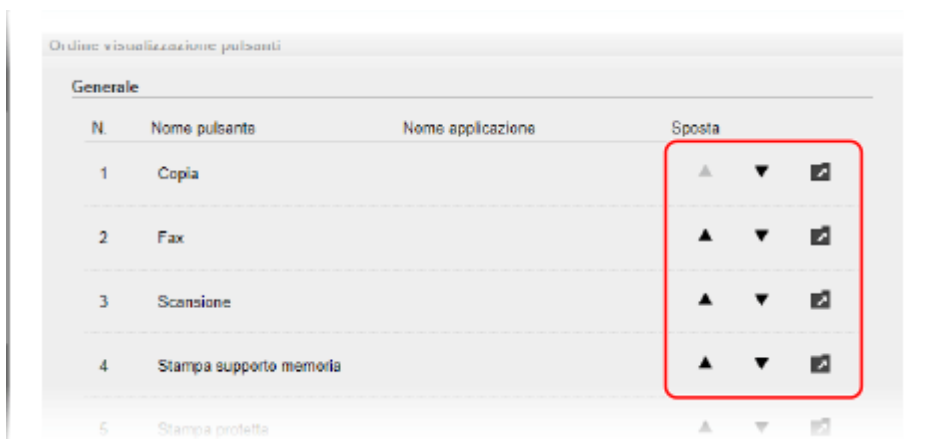 Ordine visualizzazione pulsanti
Generale
N. Nome pulsante Nome applicazione Sposta
1 Copia
2 Fax
3 Scansione
4 Stampa supporto memoria
5 Stampa protetta